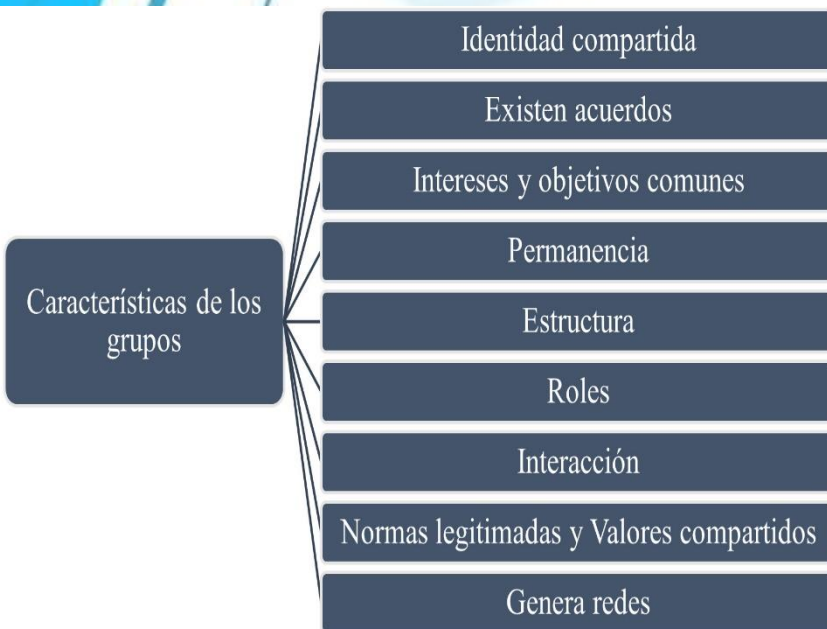 Características de los
grupos
Identidad compartida
Existen acuerdos
Intereses y objetivos comunes
Permanencia
Estructura
Roles
Interacción
Normas legitimadas y Valores compartidos
Genera redes